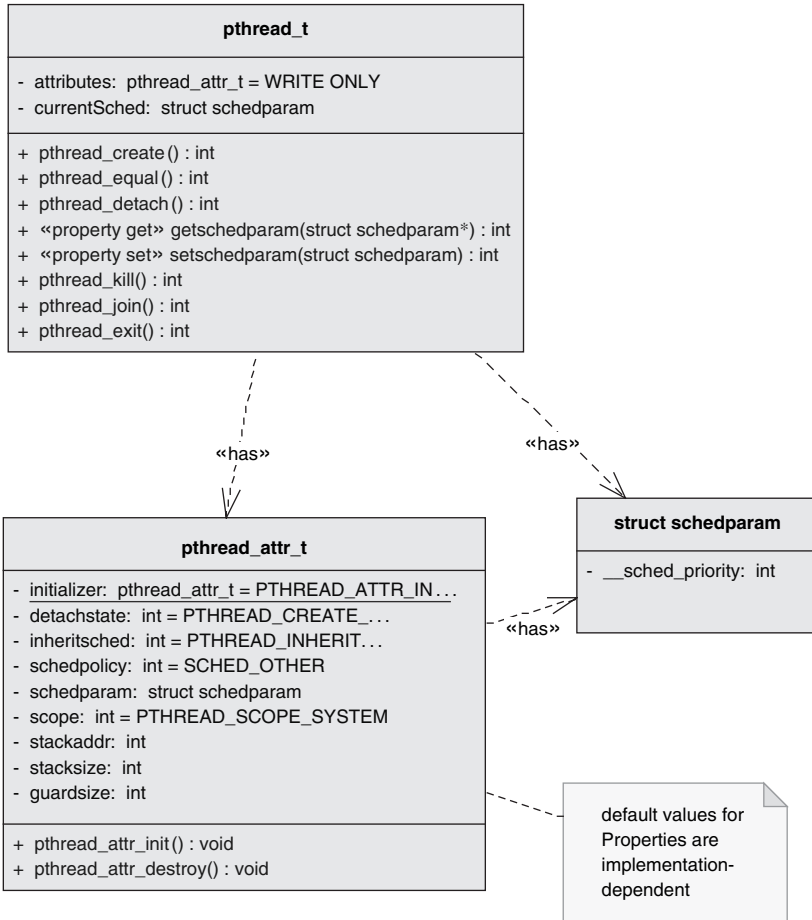 pthread_t
- attributes: pthread_attr_t = WRITE ONLY
- currentSched: struct schedparam
+ pthread_create() : int
+ pthread_equal() : int
+ pthread_detach() : int
+ «property get» getschedparam(struct schedparam*) : int
+ «property set» setschedparam(struct schedparam) : int
+ pthread_kill() : int
+ pthread_join() : int
+ pthread_exit() : int
«has»
«has»
pthread_attr_t
- initializer: pthread_attr_t = PTHREAD_ATTR_IN...
- detachstate: int = PTHREAD_CREATE_...
- inheritsched: int = PTHREAD_INHERIT...
- schedpolicy: int = SCHED_OTHER
- schedparam: struct schedparam
- scope: int = PTHREAD_SCOPE_SYSTEM
- stackaddr: int
- stacksize: int
- guardsize: int
+ pthread_attr_init() : void
+ pthread_attr_destroy() : void
«has»
struct schedparam
- __sched_priority: int
default values for
Properties are
implementation-
dependent